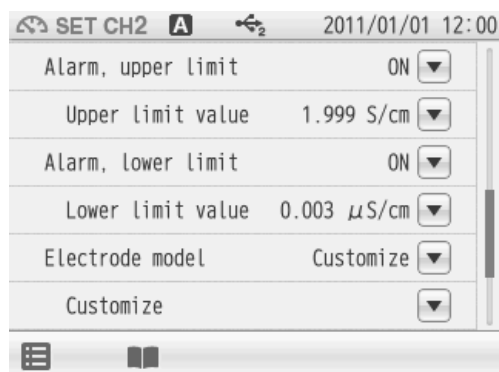 SET CH2 A 2 2011/01/01 12:00
Alarm, upper limit ON
Upper limit value 1.999 S/cm
Alarm, lower limit ON
Lower limit value 0.003 μS/cm
Electrode model Customize
Customize